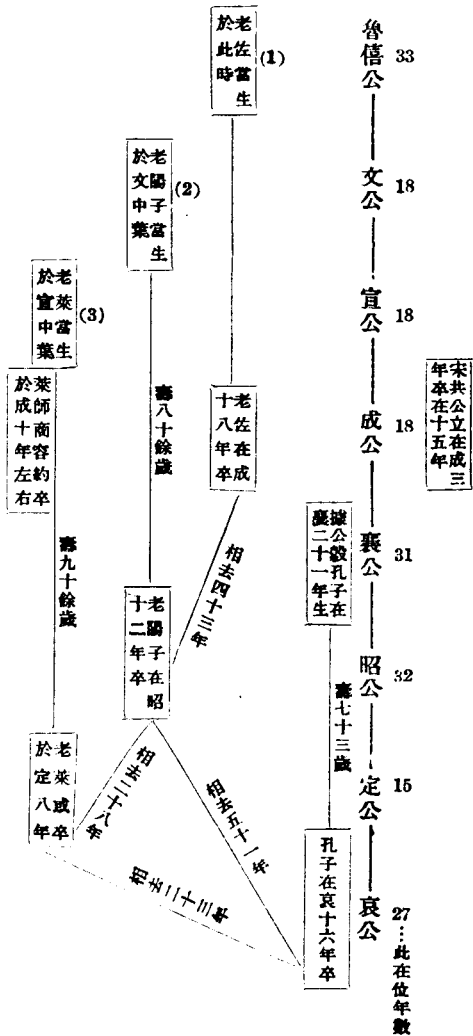 宋共公立在成三
年卒在十五年
魯僖公 33
文公 18
宣公 18
成公 18
襄公 31
昭公 32
定公 15
哀公 27…此在位年數
據公穀孔子在
襄二十一年生
壽七十三歲
孔子在哀十六年卒
(1)
老佐當生
於此時
老佐在成
十八年卒
相去四十三年
(2)
老陽子當生
於文中葉
壽八十餘歲
老陽子在昭
十二年卒
相去五十一年
相去二十八年
(3)
老萊當生
於宣中葉
萊師商容約卒
於成十年左右
壽九十餘歲
老萊或卒
於定八年
相去二十三年